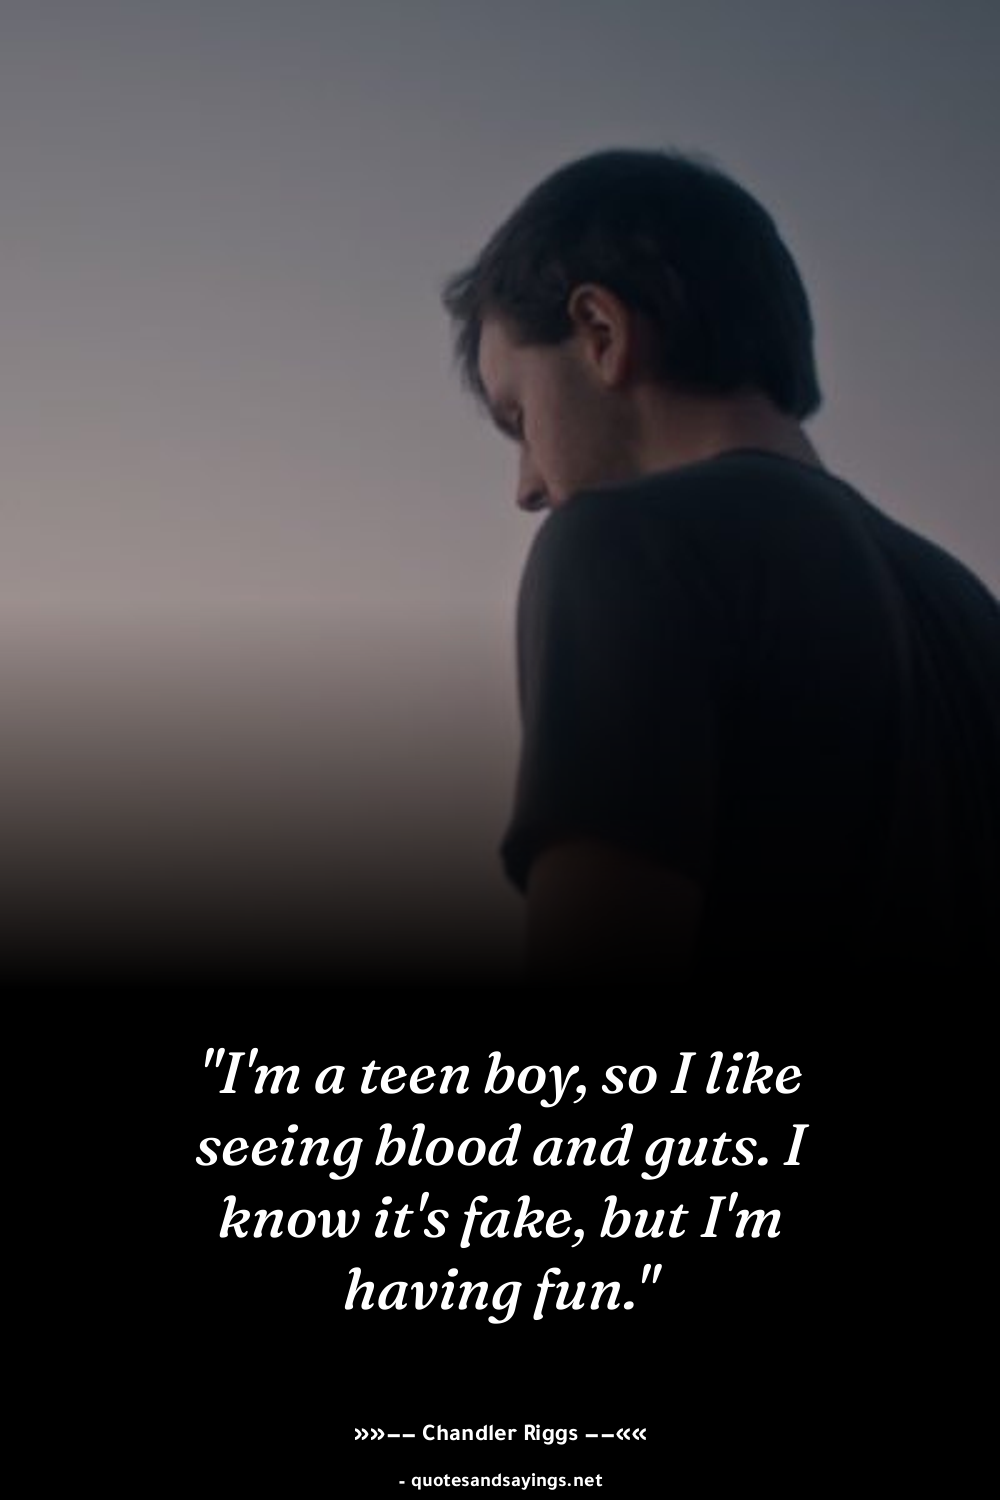 "I'm a teen boy, so I like
seeing blood and guts. I
know it's fake, but I'm
having fun."
»»−− Chandler Riggs −−««
- quotesandsayings.net